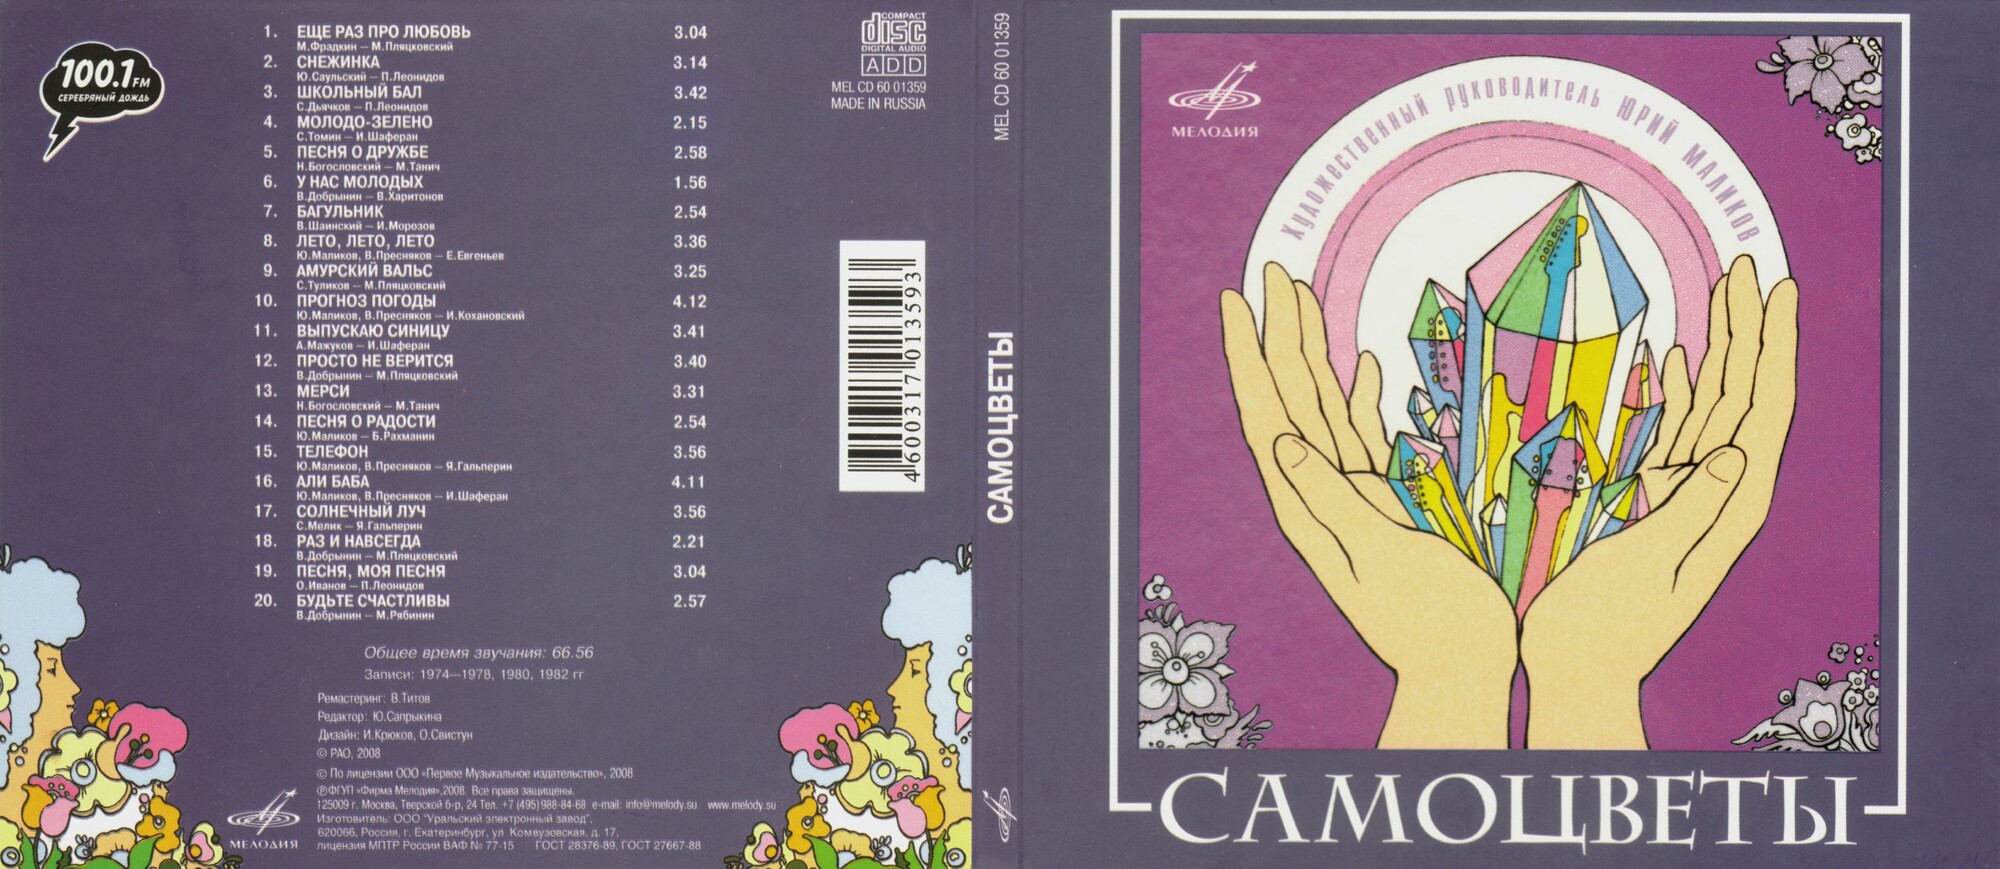 100.1 FM
СЕРЕБРЯНЫЙ ДОЖДЬ
1. ЕЩЕ РАЗ ПРО ЛЮБОВЬ 3.04
М.Фрадкин – М.Пляцковский
2. СНЕЖИНКА 3.14
Ю.Саульский – П.Леонидов
3. ШКОЛЬНЫЙ БАЛ 3.42
С.Дьячков – П.Леонидов
4. МОЛОДО-ЗЕЛЕНО 2.15
С.Томин – И.Шаферан
5. ПЕСНЯ О ДРУЖБЕ 2.58
Н.Богословский – М.Танич
6. У НАС МОЛОДЫХ 1.56
В.Добрынин – В.Харитонов
7. БАГУЛЬНИК 2.54
В.Шаинский – И.Морозов
8. ЛЕТО, ЛЕТО, ЛЕТО 3.36
Ю.Маликов, В.Пресняков – Е.Евгеньев
9. АМУРСКИЙ ВАЛЬС 3.25
С.Туликов – М.Пляцковский
10. ПРОГНОЗ ПОГОДЫ 4.12
Ю.Маликов, В.Пресняков – И.Кохановский
11. ВЫПУСКАЮ СИНИЦУ 3.41
А.Мажуков – И.Шаферан
12. ПРОСТО НЕ ВЕРИТСЯ 3.40
В.Добрынин – М.Пляцковский
13. МЕРСИ 3.31
Н.Богословский – М.Танич
14. ПЕСНЯ О РАДОСТИ 2.54
Ю.Маликов – Б.Рахманин
15. ТЕЛЕФОН 3.56
Ю.Маликов, В.Пресняков – Я.Гальперин
16. АЛИ БАБА 4.11
Ю.Маликов, В.Пресняков – И.Шаферан
17. СОЛНЕЧНЫЙ ЛУЧ 3.56
С.Мелик – Я.Гальперин
18. РАЗ И НАВСЕГДА 2.21
В.Добрынин – М.Пляцковский
19. ПЕСНЯ, МОЯ ПЕСНЯ 3.04
О.Иванов – П.Леонидов
20. БУДЬТЕ СЧАСТЛИВЫ 2.57
В.Добрынин – М.Рябинин
Общее время звучания: 66.56
Записи: 1974–1978, 1980, 1982 гг
Ремастеринг: В.Титов
Редактор: Ю.Сапрыкина
Дизайн: И.Крюков, О.Свистун
© РАО, 2008
© По лицензии ООО «Первое Музыкальное издательство», 2008
℗ФГУП «Фирма Мелодия»,2008. Все права защищены.
125009 г. Москва, Тверской б-р, 24 Тел. +7 (495) 988-84-68 e-mail: info@melody.su www.melody.su
Изготовитель: ООО "Уральский электронный завод",
620066, Россия, г. Екатеринбург, ул Комвузовская, д. 17,
лицензия МПТР России ВАФ № 77-15 ГОСТ 28376-89, ГОСТ 27667-88
МЕЛОДИЯ
COMPACT
disc
DIGITAL AUDIO
ADD
MEL CD 60 01359
MADE IN RUSSIA
4600317013593
MEL CD 60 01359
САМОЦВЕТЫ
МЕЛОДИЯ
ХУДОЖЕСТВЕННЫЙ РУКОВОДИТЕЛЬ ЮРИЙ МАЛИКОВ
САМОЦВЕТЫ